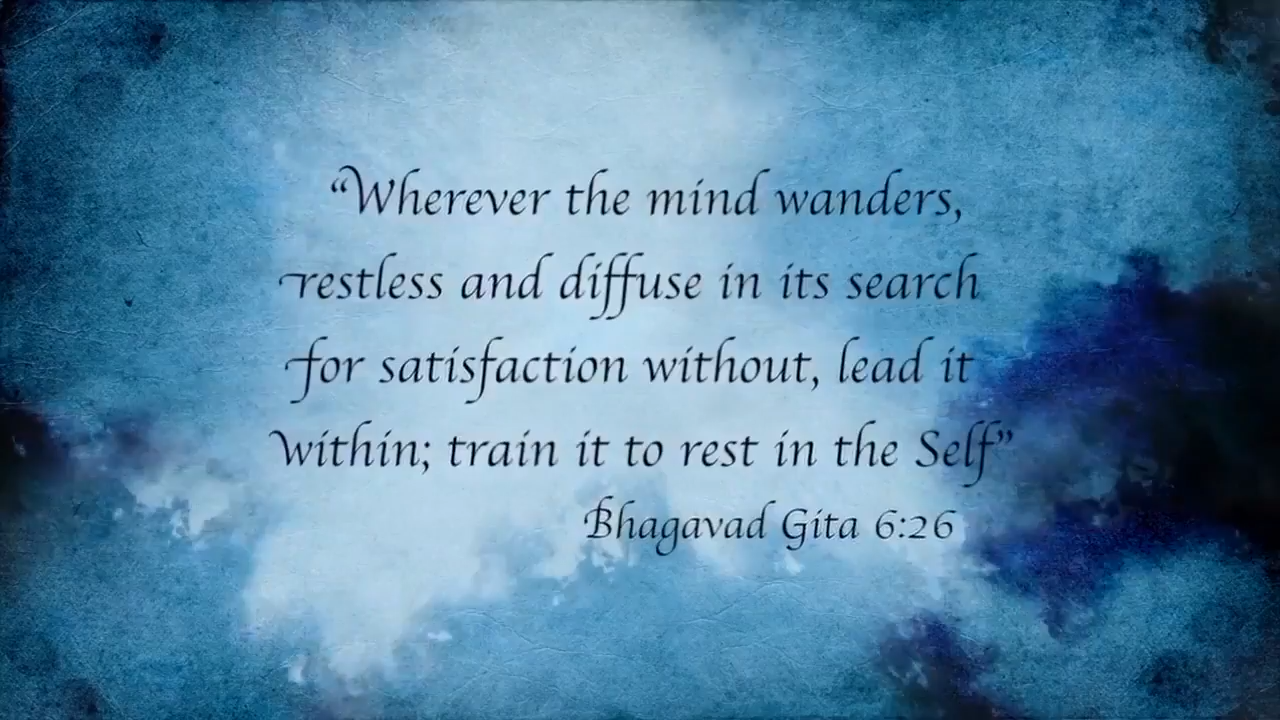 “Wherever the mind wanders,
restless and diffuse in its search
for satisfaction without, lead it
within; train it to rest in the Self”
Bhagavad Gita 6:26